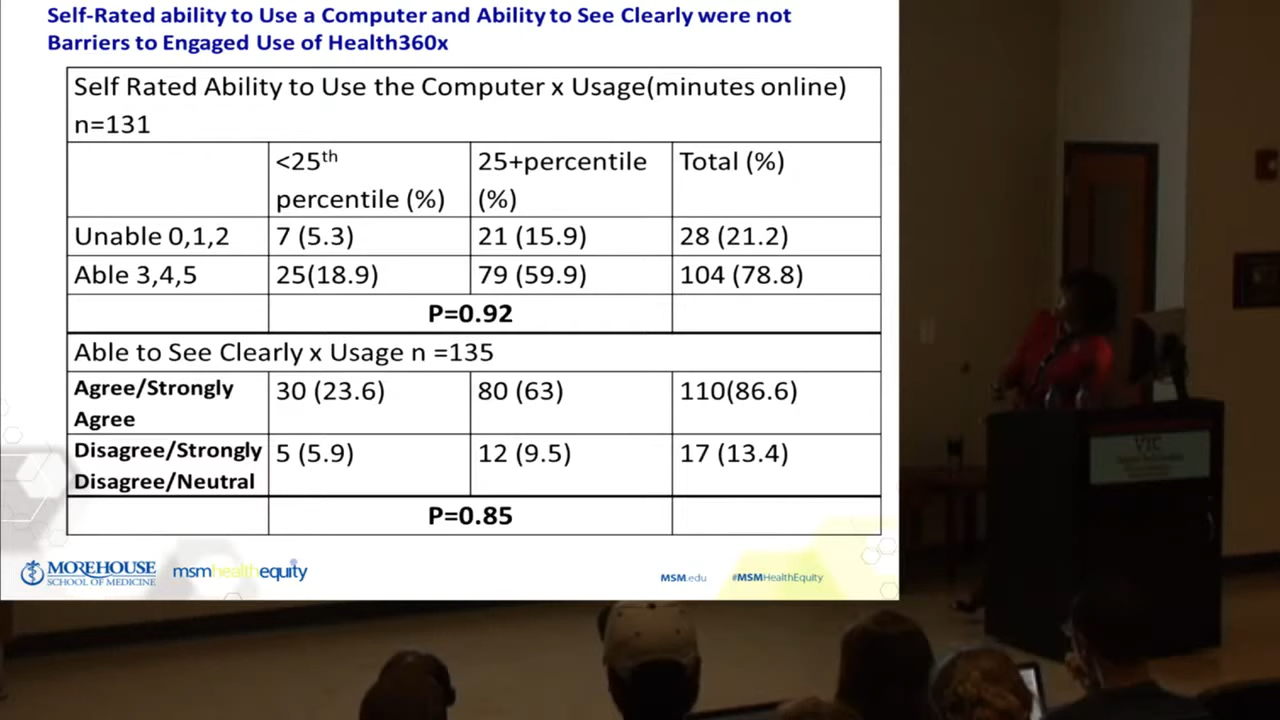 Self-Rated ability to Use a Computer and Ability to See Clearly were not
Barriers to Engaged Use of Health360x
Self Rated Ability to Use the Computer x Usage(minutes online)
n=131
<25th
percentile (%)
25+percentile
(%)
Total (%)
Unable 0,1,2
7 (5.3)
21 (15.9)
28 (21.2)
Able 3,4,5
25(18.9)
79 (59.9)
104 (78.8)
P=0.92
Able to See Clearly x Usage n =135
Agree/Strongly
Agree
30 (23.6)
80 (63)
110(86.6)
Disagree/Strongly
Disagree/Neutral
5 (5.9)
12 (9.5)
17 (13.4)
P=0.85
MOREHOUSE
SCHOOL OF MEDICINE
msmhealthequity
MSM.edu
#MSMHealthEquity